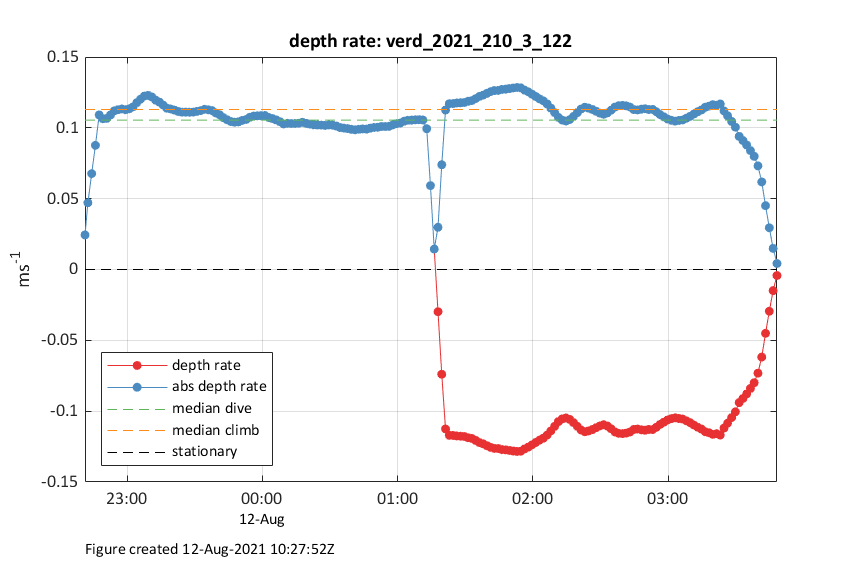 depth rate: verd_2021_210_3_122
0.15
0.1
0.05
0
-0.05
-0.1
-0.15
ms-1
depth rate
abs depth rate
median dive
median climb
stationary
23:00 00:00 01:00 02:00 03:00
12-Aug
Figure created 12-Aug-2021 10:27:52Z